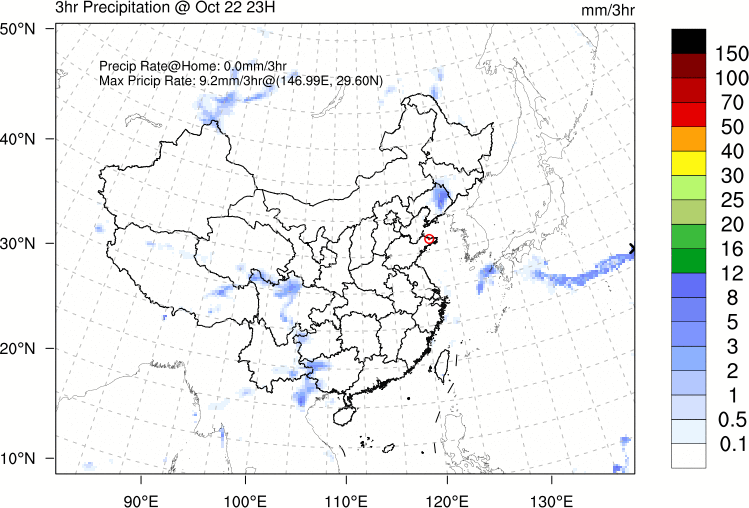 3hr Precipitation @ Oct 22 23H
mm/3hr
Precip Rate@Home: 0.0mm/3hr
Max Pricip Rate: 9.2mm/3hr@(146.99E, 29.60N)
50°N
40°N
30°N
20°N
10°N
90°E
100°E
110°E
120°E
130°E
150
100
70
50
40
30
25
20
16
12
8
5
3
2
1
0.5
0.1